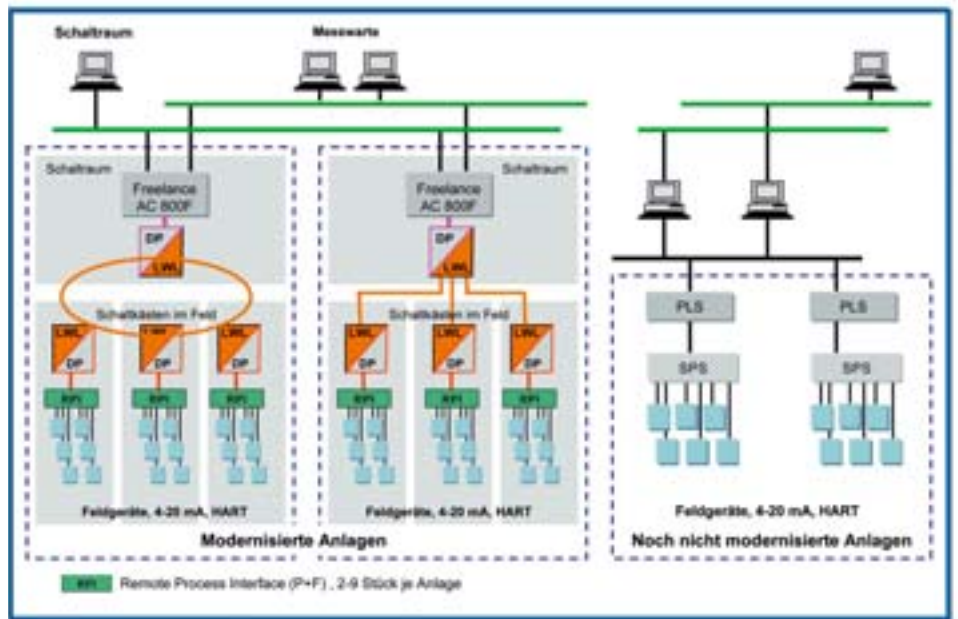 Schaltraum
Messwarte
Schaltraum
Freelance
AC 800F
DP
LWL
Schaltkästen im Feld
LWL
DP
DP
LWL
DP
RPI
RPI
RPI
Feldgeräte, 4-20 mA, HART
Schaltraum
Freelance
AC 800F
DP
LWL
Schaltkästen im Feld
LWL
DP
LWL
DP
LWL
DP
RPI
RPI
RPI
Feldgeräte, 4-20 mA, HART
Modernisierte Anlagen
PLS
PLS
SPS
SPS
Feldgeräte, 4-20 mA, HART
Noch nicht modernisierte Anlagen
RPI
Remote Process Interface (P+F) , 2-9 Stück je Anlage